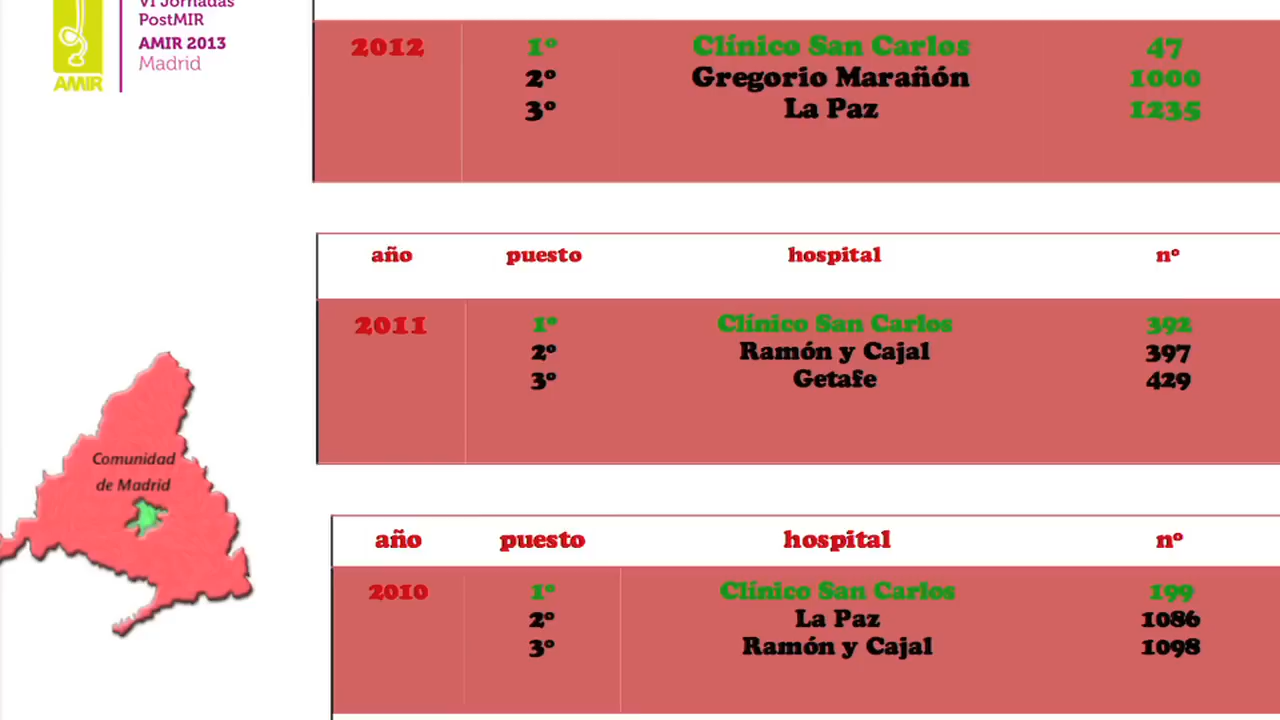 VI Jornadas
PostMIR
AMIR 2013
Madrid
AMIR
2012 1º Clínico San Carlos 47
2º Gregorio Marañón 1000
3º La Paz 1235
año puesto hospital nº
2011 1º Clínico San Carlos 392
2º Ramón y Cajal 397
3º Getafe 429
Comunidad
de Madrid
año puesto hospital nº
2010 1º Clínico San Carlos 199
2º La Paz 1086
3º Ramón y Cajal 1098